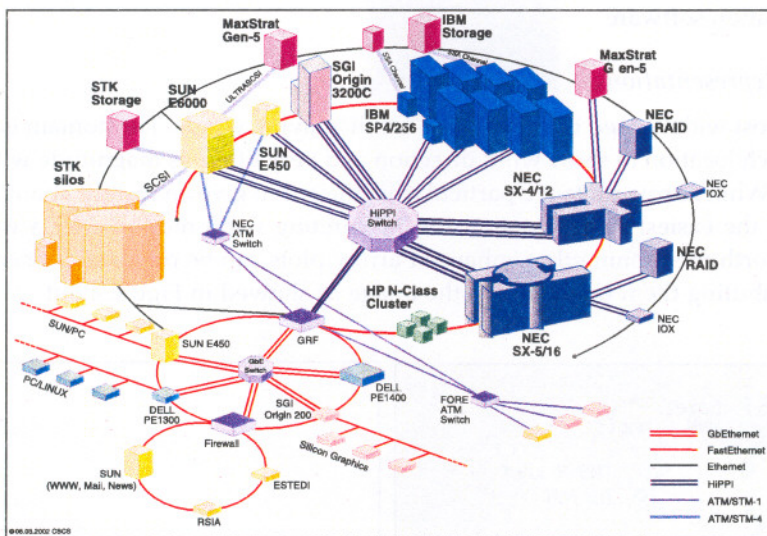 MaxStrat
Gen-5
IBM
Storage
SSA Channel
SSA Channel
MaxStrat
G en-5
STK
Storage
SUN
E6000
ULTRASCSI
SGI
Origin
3200C
SUN
E450
IBM
SP4/256
NEC
RAID
STK
silos
SCSI
NEC
SX-4/12
NEC
IOX
HiPPI
Switch
NEC
ATM
Switch
NEC
RAID
HP N-Class
Cluster
NEC
SX-5/16
NEC
IOX
SUN/PC
SUN E450
GRF
GbE
Switch
PC/LINUX
DELL
PE1300
SGI
Origin 200
DELL
PE1400
FORE
ATM
Switch
Firewall
Silicon Graphics
SUN
(WWW, Mail, News)
ESTEDI
RSIA
GbEthernet
FastEthernet
Ethernet
HiPPI
ATM/STM-1
ATM/STM-4